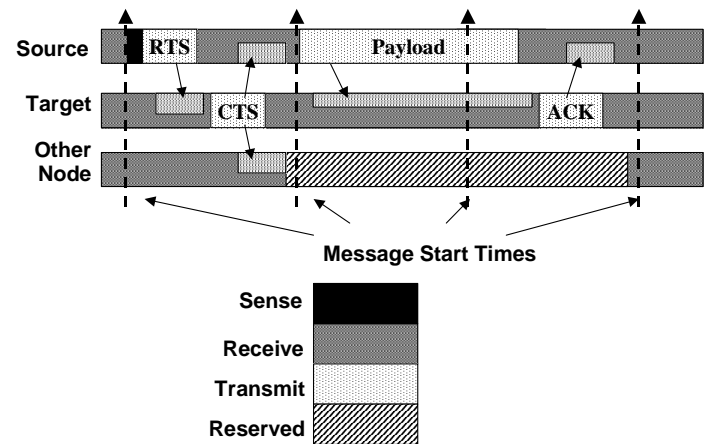 Source
RTS
Payload
Target
CTS
ACK
Other
Node
Message Start Times
Sense
Receive
Transmit
Reserved